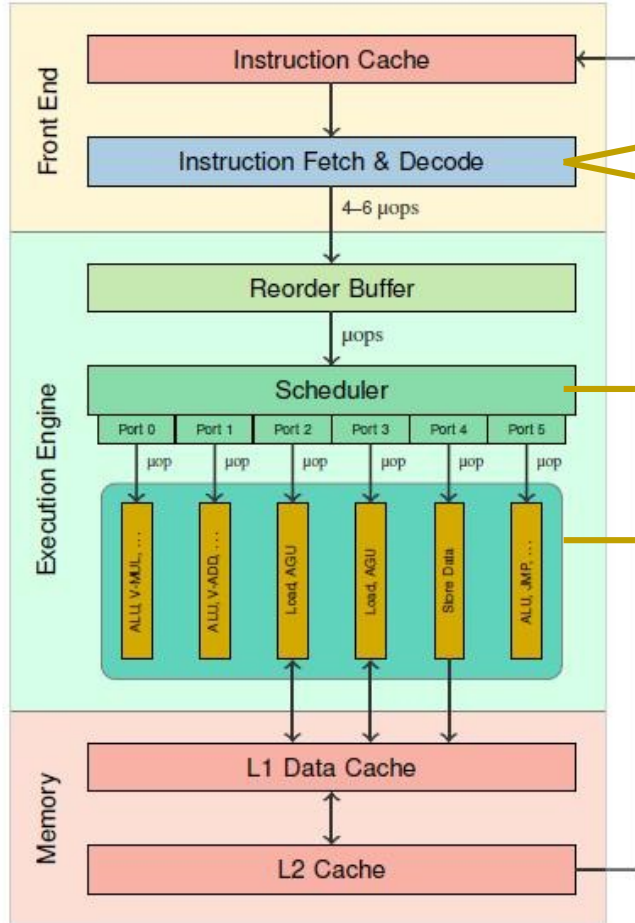 Front End
Instruction Cache
Instruction Fetch & Decode
4–6 μops
Execution Engine
Reorder Buffer
μops
Scheduler
Port 0 Port 1 Port 2 Port 3 Port 4 Port 5
μop μop μop μop μop μop
ALU, V-MUL, ...
ALU, V-ADD, ...
Load, AGU
Load, AGU
Store Data
ALU, JMP, ...
Memory
L1 Data Cache
L2 Cache